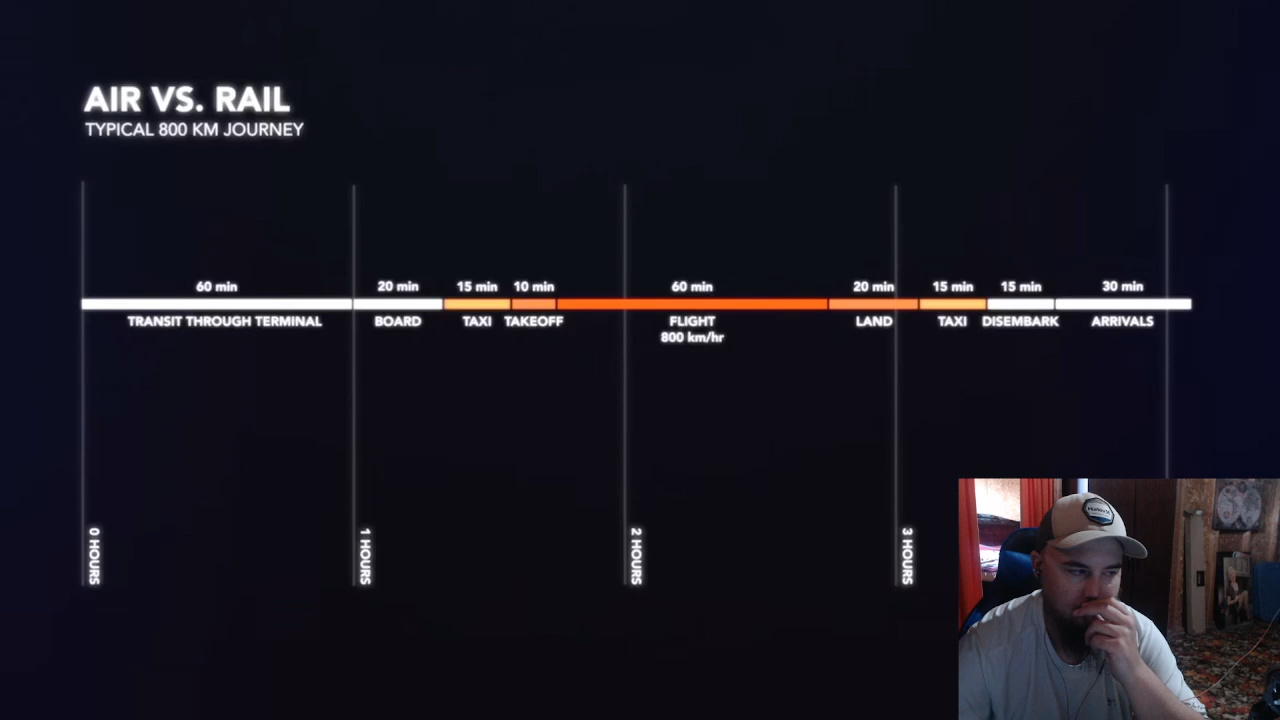 AIR VS. RAIL
TYPICAL 800 KM JOURNEY
60 min
20 min
15 min
10 min
60 min
20 min
15 min
15 min
30 min
TRANSIT THROUGH TERMINAL
BOARD
TAXI
TAKEOFF
FLIGHT
800 km/hr
LAND
TAXI
DISEMBARK
ARRIVALS
0 HOURS
1 HOURS
2 HOURS
3 HOURS